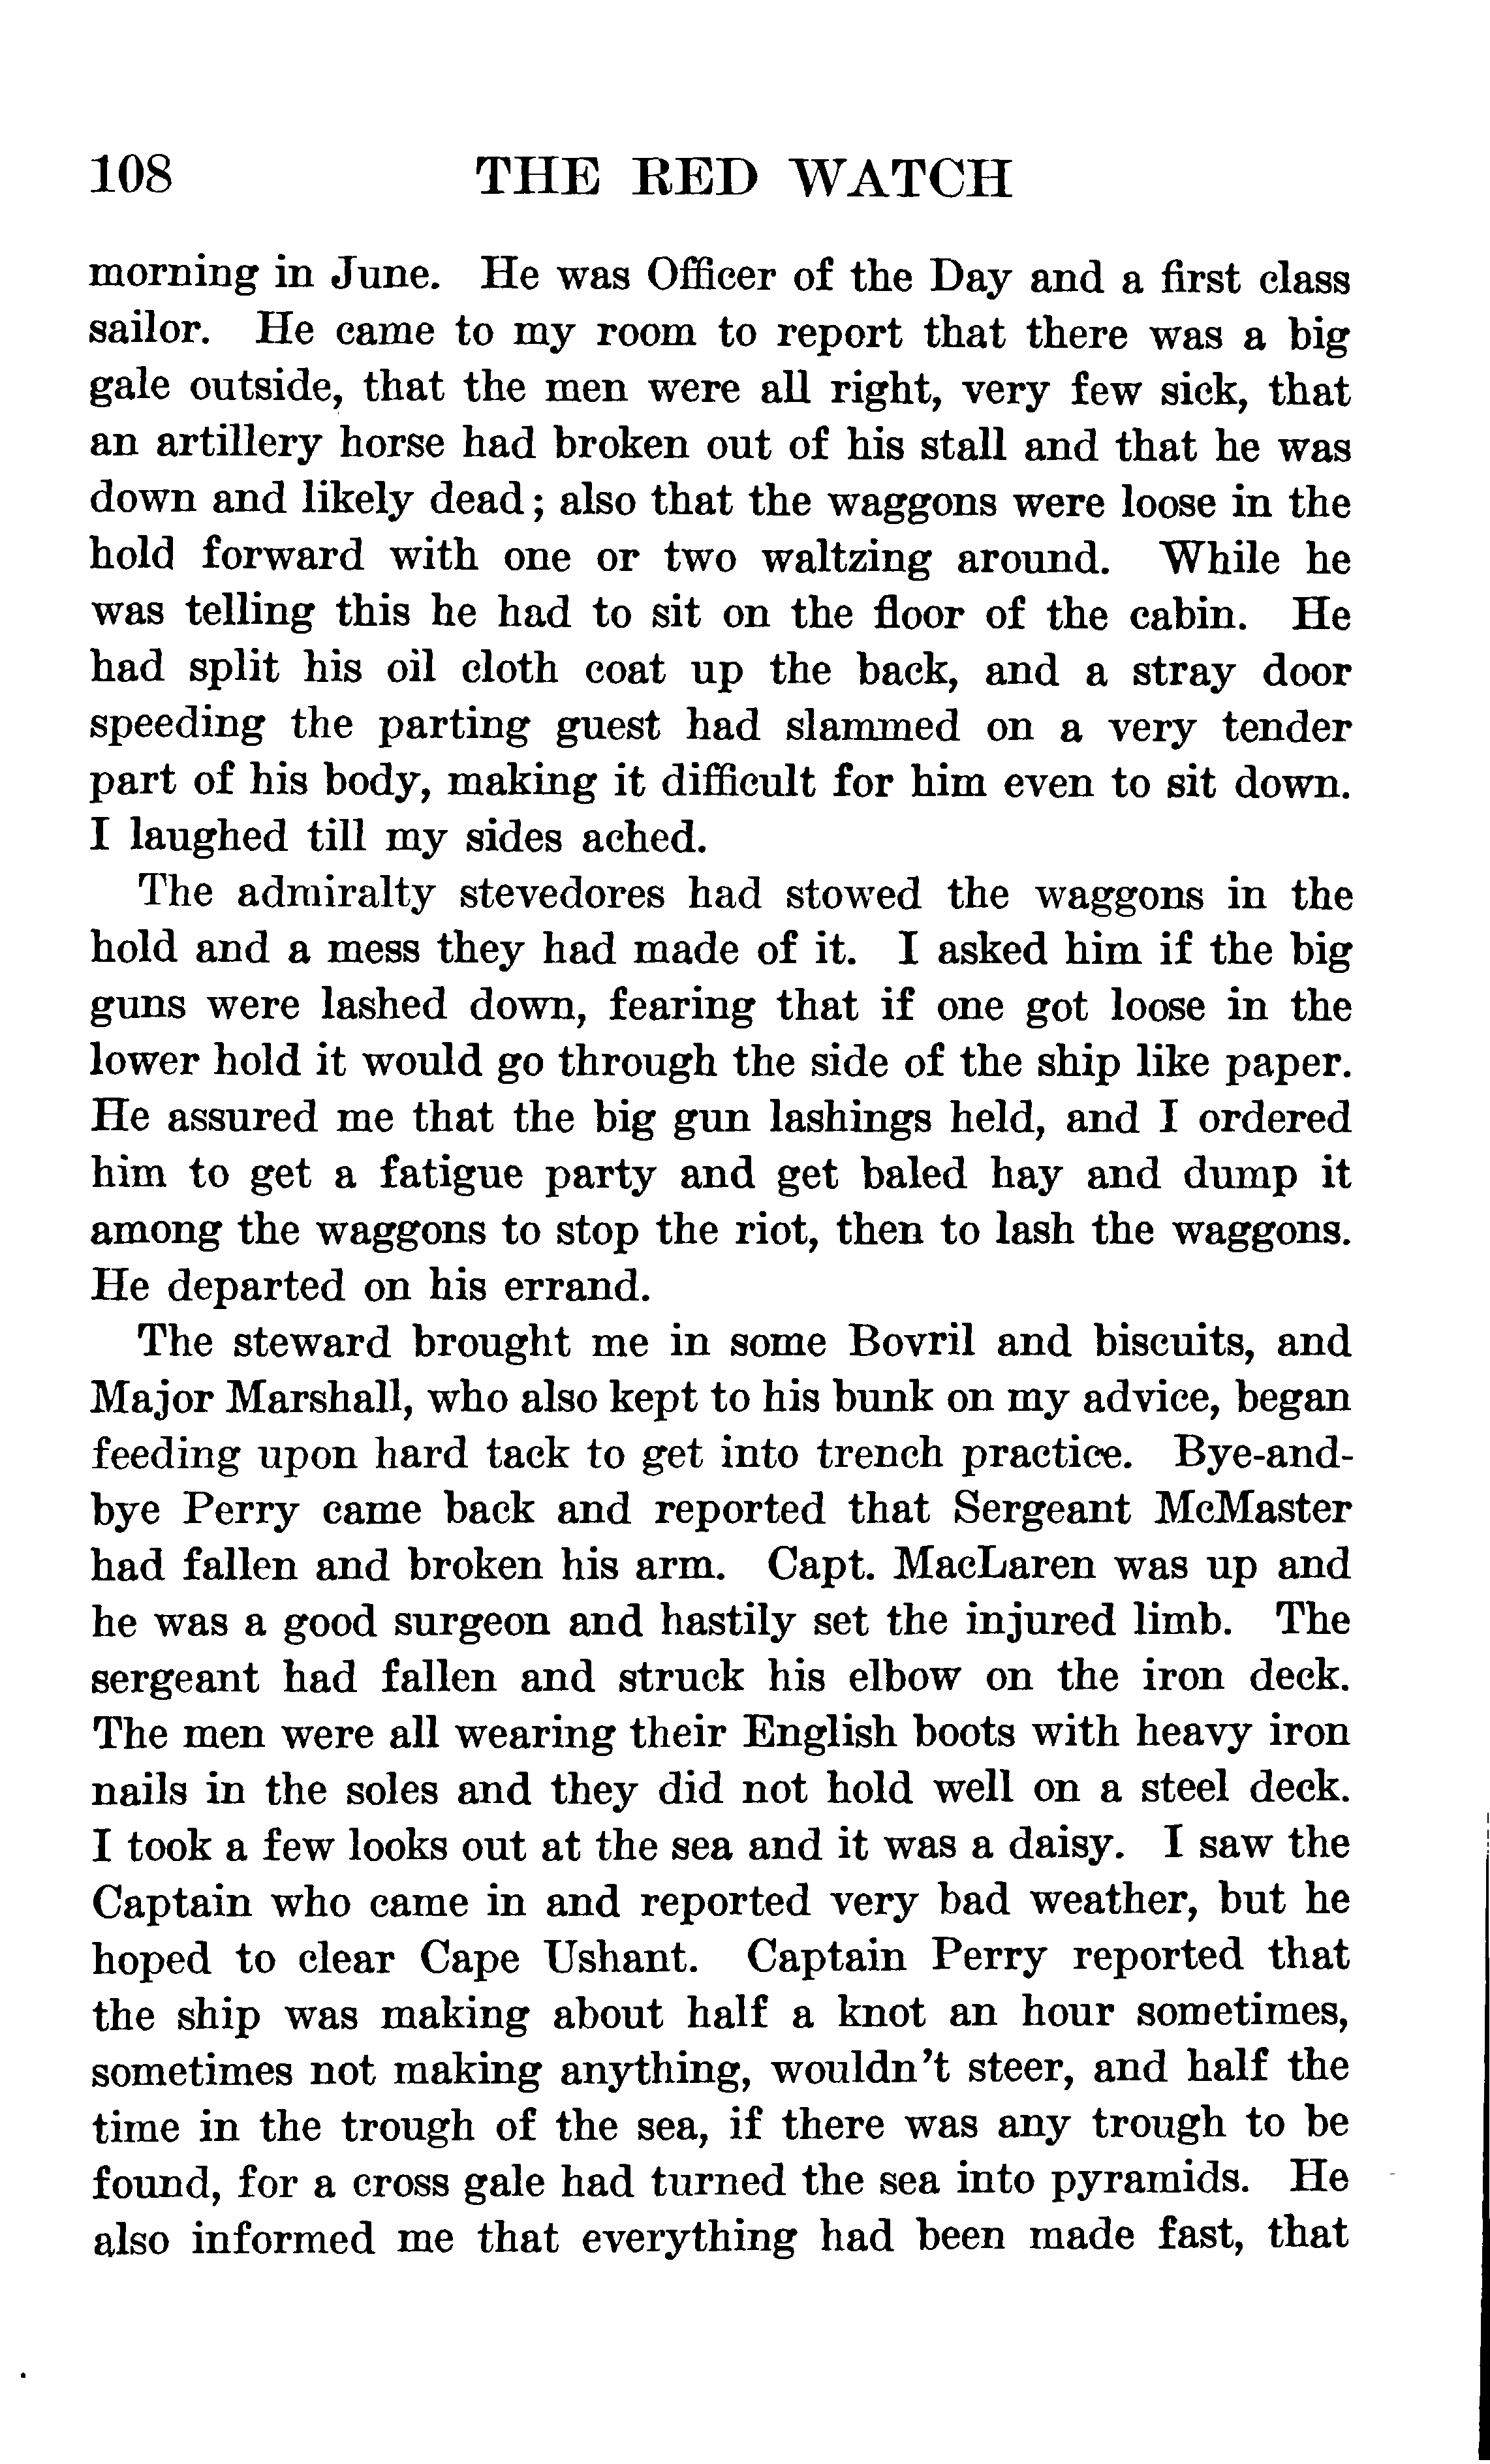 108 THE RED WATCH
morning in June. He was Officer of the Day and a first class
sailor. He came to my room to report that there was a big
gale outside, that the men were all right, very few sick, that
an artillery horse had broken out of his stall and that he was
down and likely dead; also that the waggons were loose in the
hold forward with one or two waltzing around. While he
was telling this he had to sit on the floor of the cabin. He
had split his oil cloth coat up the back, and a stray door
speeding the parting guest had slammed on a very tender
part of his body, making it difficult for him even to sit down.
I laughed till my sides ached.
The admiralty stevedores had stowed the waggons in the
hold and a mess they had made of it. I asked him if the big
guns were lashed down, fearing that if one got loose in the
lower hold it would go through the side of the ship like paper.
He assured me that the big gun lashings held, and I ordered
him to get a fatigue party and get baled hay and dump it
among the waggons to stop the riot, then to lash the waggons.
He departed on his errand.
The steward brought me in some Bovril and biscuits, and
Major Marshall, who also kept to his bunk on my advice, began
feeding upon hard tack to get into trench practice. Bye-and-
bye Perry came back and reported that Sergeant McMaster
had fallen and broken his arm. Capt. MacLaren was up and
he was a good surgeon and hastily set the injured limb. The
sergeant had fallen and struck his elbow on the iron deck.
The men were all wearing their English boots with heavy iron
nails in the soles and they did not hold well on a steel deck.
I took a few looks out at the sea and it was a daisy. I saw the
Captain who came in and reported very bad weather, but he
hoped to clear Cape Ushant. Captain Perry reported that
the ship was making about half a knot an hour sometimes,
sometimes not making anything, wouldn't steer, and half the
time in the trough of the sea, if there was any trough to be
found, for a cross gale had turned the sea into pyramids. He
also informed me that everything had been made fast, that